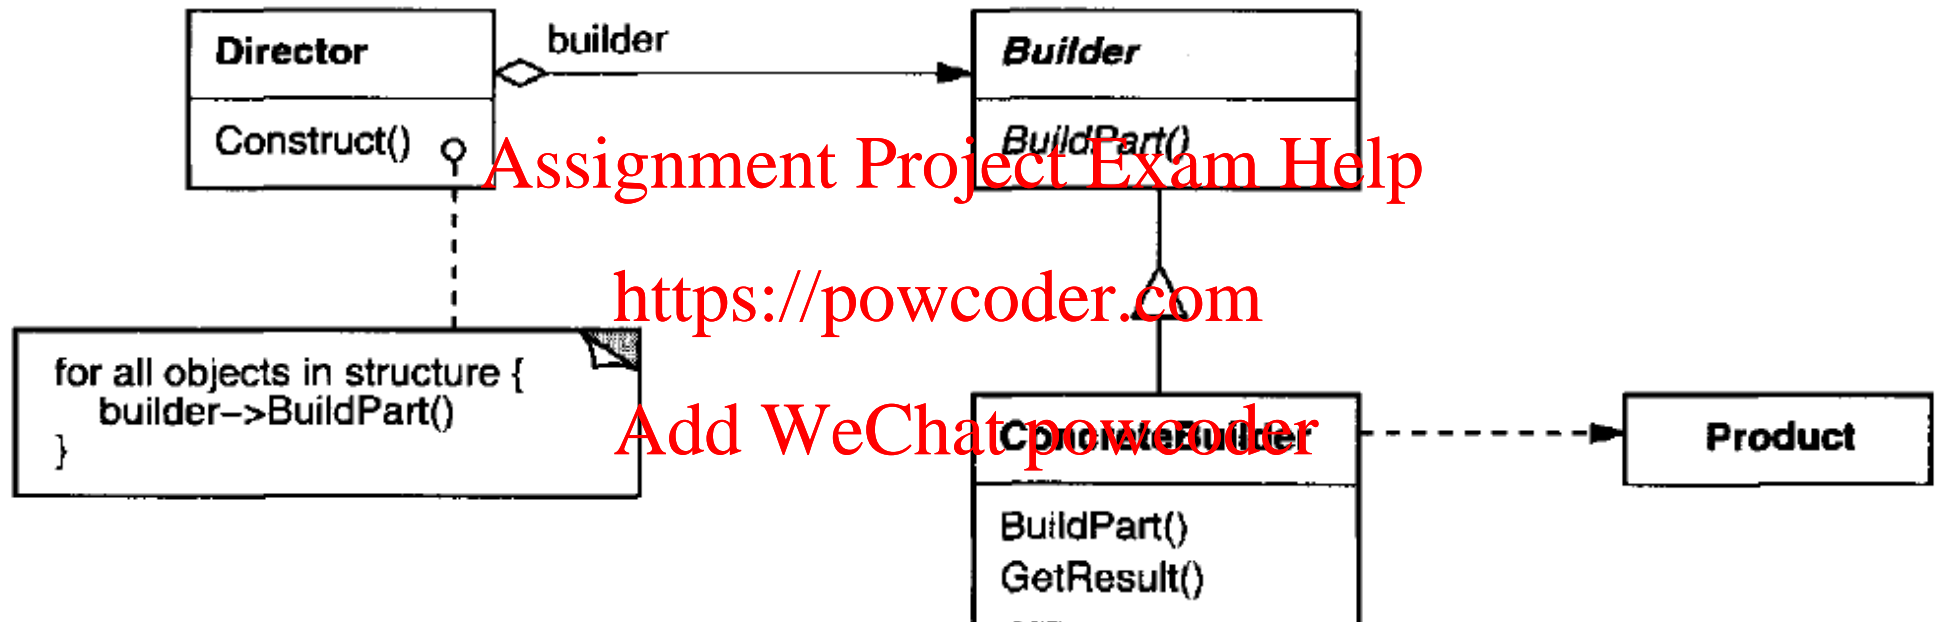 Director
Construct()
builder
Builder
BuildPart()
Assignment Project Exam Help
https://powcoder.com
for all objects in structure {
builder–>BuildPart()
}
Add WeChat powcoder
ConcreteBuilder
BuildPart()
GetResult()
Product